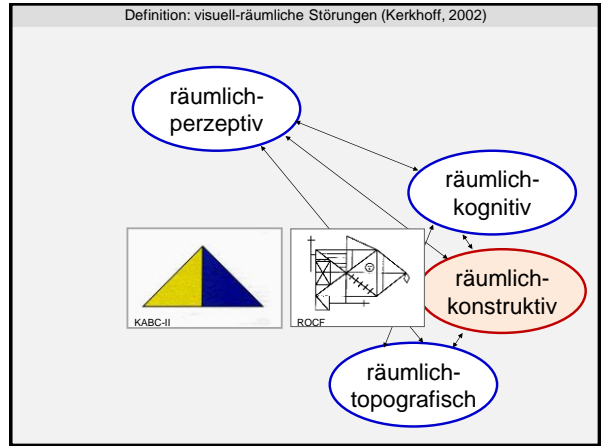 Definition: visuell-räumliche Störungen (Kerkhoff, 2002)
räumlich-
perzeptiv
räumlich-
kognitiv
räumlich-
konstruktiv
KABC-II
ROCF
räumlich-
topografisch